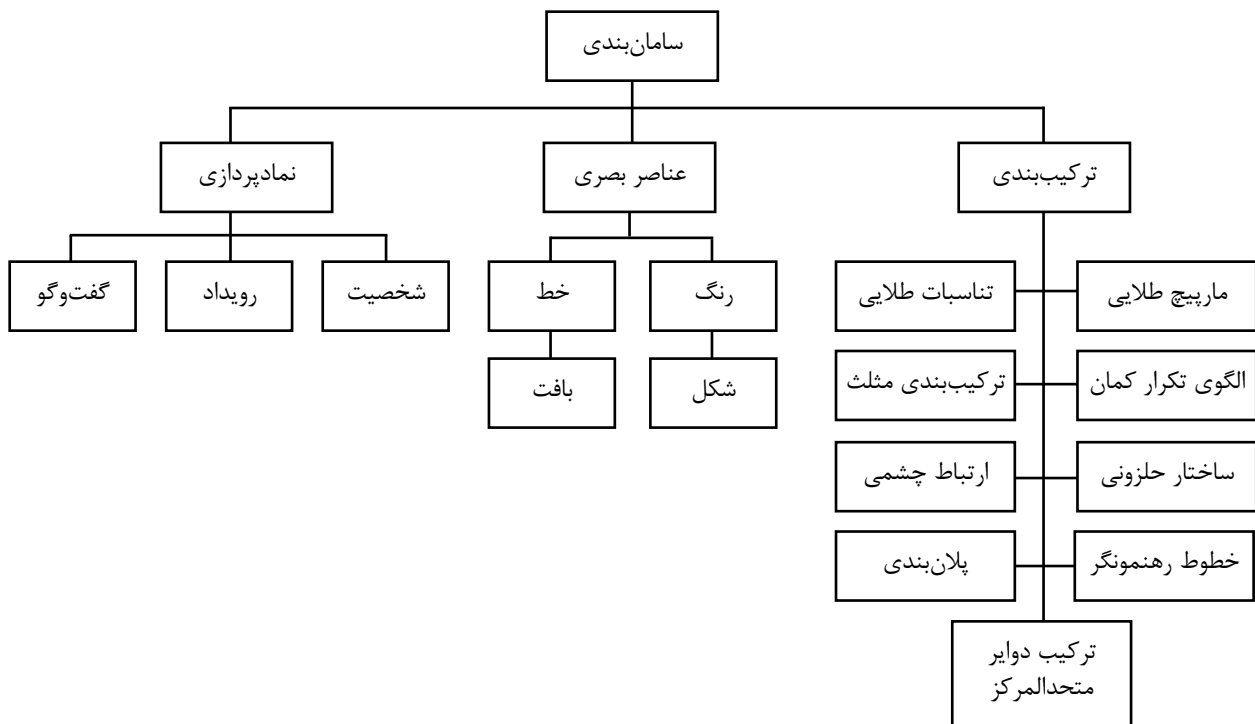 سامان‌بندی
ترکیب‌بندی
عناصر بصری
نمادپردازی
مارپیچ طلایی
تناسبات طلایی
رنگ
خط
شخصیت
رویداد
گفت‌وگو
الگوی تکرار کمان
ترکیب‌بندی مثلث
شکل
بافت
ساختار حلزونی
ارتباط چشمی
خطوط رهنمونگر
پلان‌بندی
ترکیب دوایر
متحدالمرکز